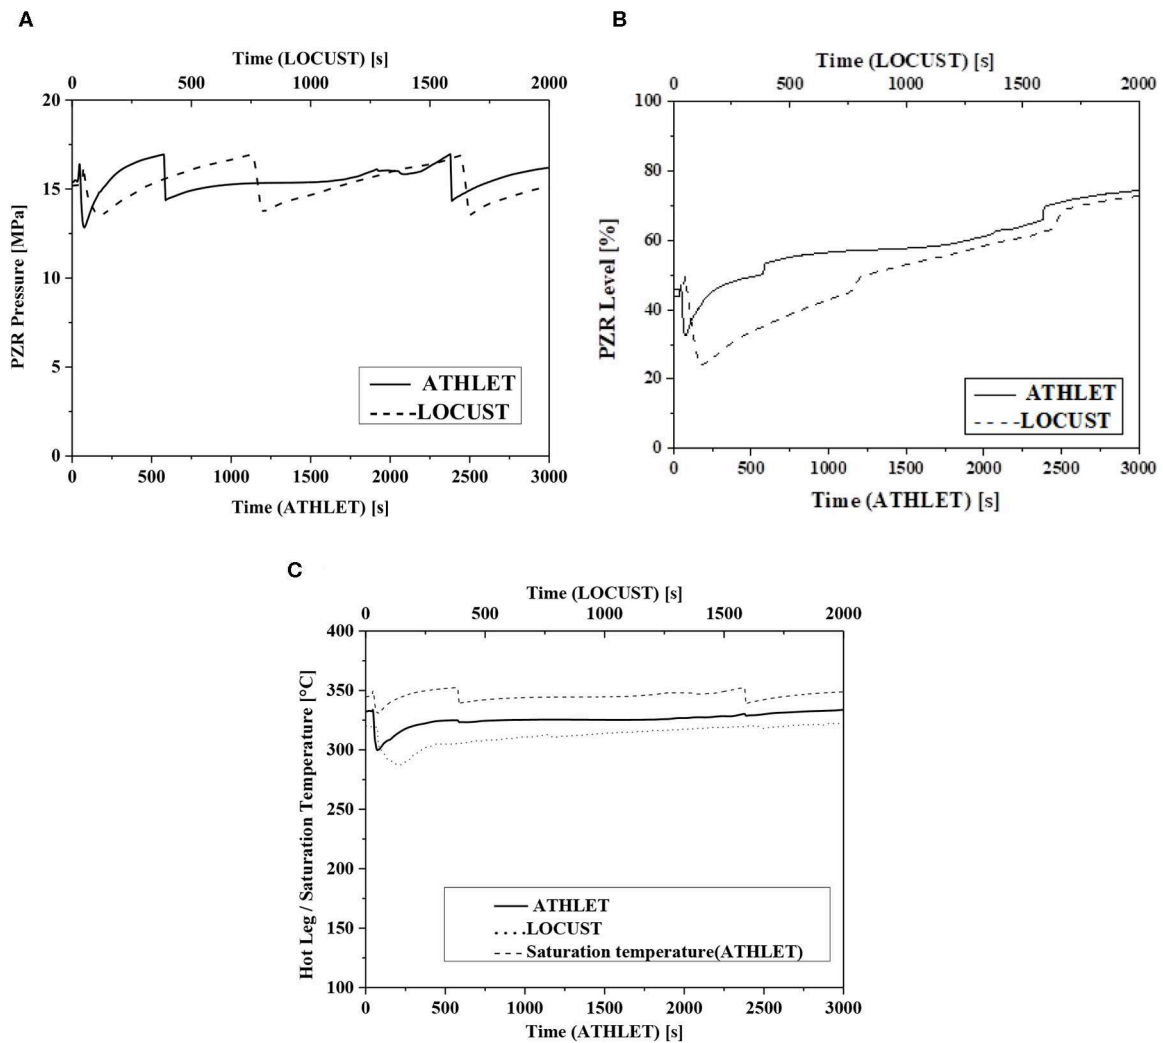 A
Time (LOCUST) [s]
0 500 1000 1500 2000
20
15
10
5
0
PZR Pressure [MPa]
ATHLET
LOCUST
0 500 1000 1500 2000 2500 3000
Time (ATHLET) [s]
B
Time (LOCUST) [s]
0 500 1000 1500 2000
100
80
60
40
20
0
PZR Level [%]
ATHLET
LOCUST
0 500 1000 1500 2000 2500 3000
Time (ATHLET) [s]
C
Time (LOCUST) [s]
0 500 1000 1500 2000
400
350
300
250
200
150
100
Hot Leg / Saturation Temperature [°C]
ATHLET
LOCUST
Saturation temperature(ATHLET)
0 500 1000 1500 2000 2500 3000
Time (ATHLET) [s]